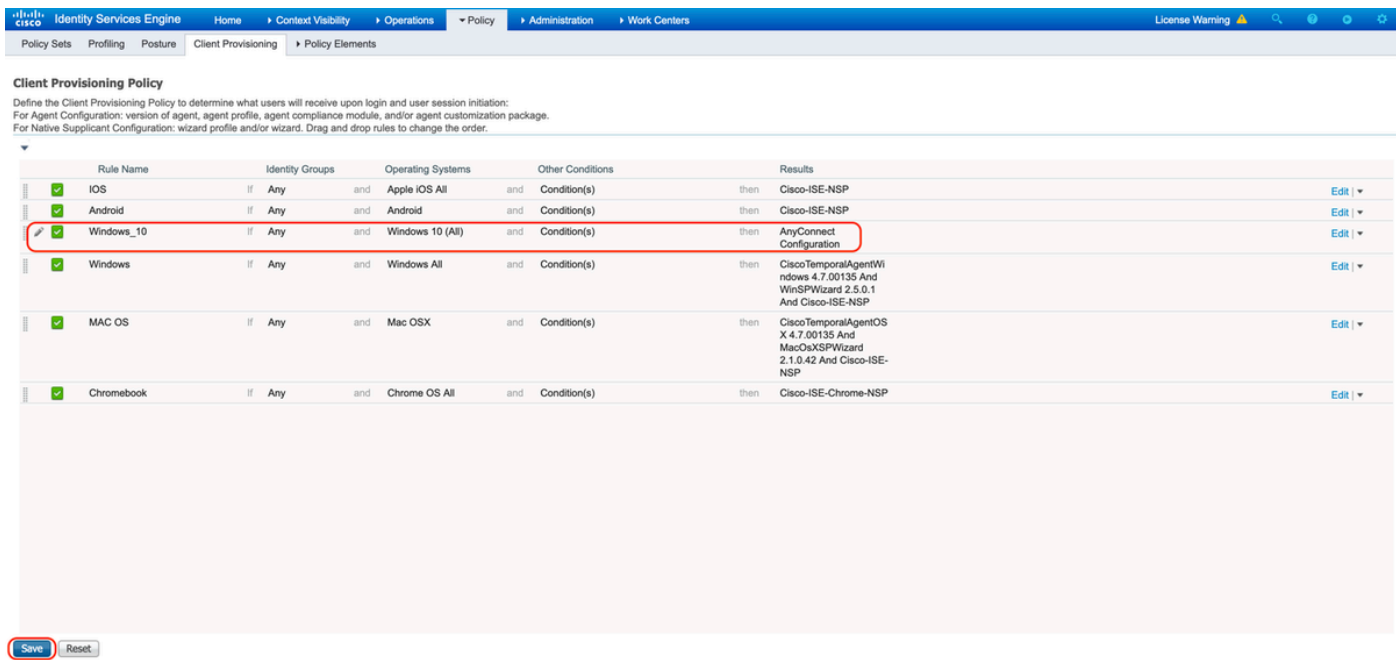 cisco Identity Services Engine Home Context Visibility Operations Policy Administration Work Centers License Warning
Policy Sets Profiling Posture Client Provisioning Policy Elements
Client Provisioning Policy
Define the Client Provisioning Policy to determine what users will receive upon login and user session initiation:
For Agent Configuration: version of agent, agent profile, agent compliance module, and/or agent customization package.
For Native Supplicant Configuration: wizard profile and/or wizard. Drag and drop rules to change the order.
Rule Name Identity Groups Operating Systems Other Conditions Results
IOS If Any and Apple iOS All and Condition(s) then Cisco-ISE-NSP Edit |
Android If Any and Android and Condition(s) then Cisco-ISE-NSP Edit |
Windows_10 If Any and Windows 10 (All) and Condition(s) then AnyConnect Edit |
Configuration
Windows If Any and Windows All and Condition(s) then CiscoTemporalAgentWi Edit |
ndows 4.7.00135 And
WinSPWizard 2.5.0.1
And Cisco-ISE-NSP
MAC OS If Any and Mac OSX and Condition(s) then CiscoTemporalAgentOS Edit |
X 4.7.00135 And
MacOsXSPWizard
2.1.0.42 And Cisco-ISE-
NSP
Chromebook If Any and Chrome OS All and Condition(s) then Cisco-ISE-Chrome-NSP Edit |
Save Reset